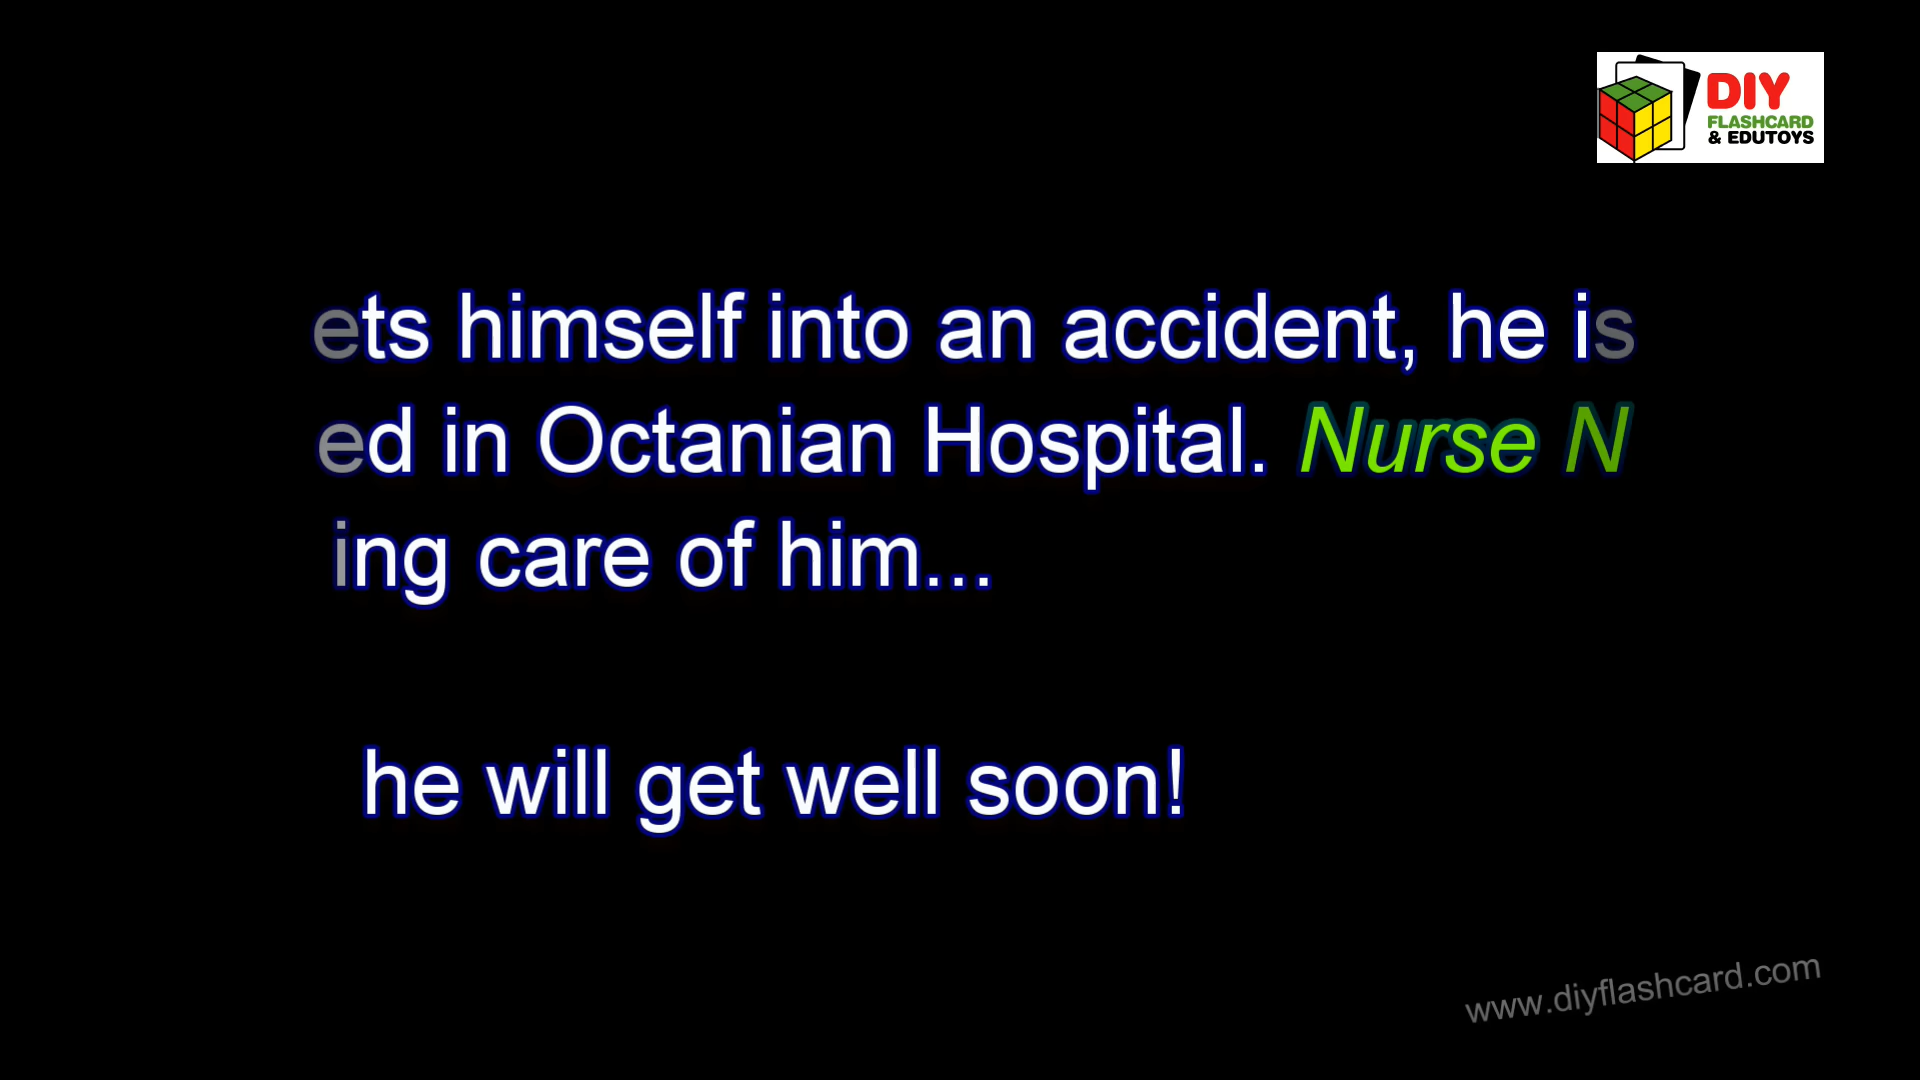 DIY
FLASHCARD
& EDUTOYS
ets himself into an accident, he is
ed in Octanian Hospital. Nurse N
ing care of him...
he will get well soon!
www.diyflashcard.com